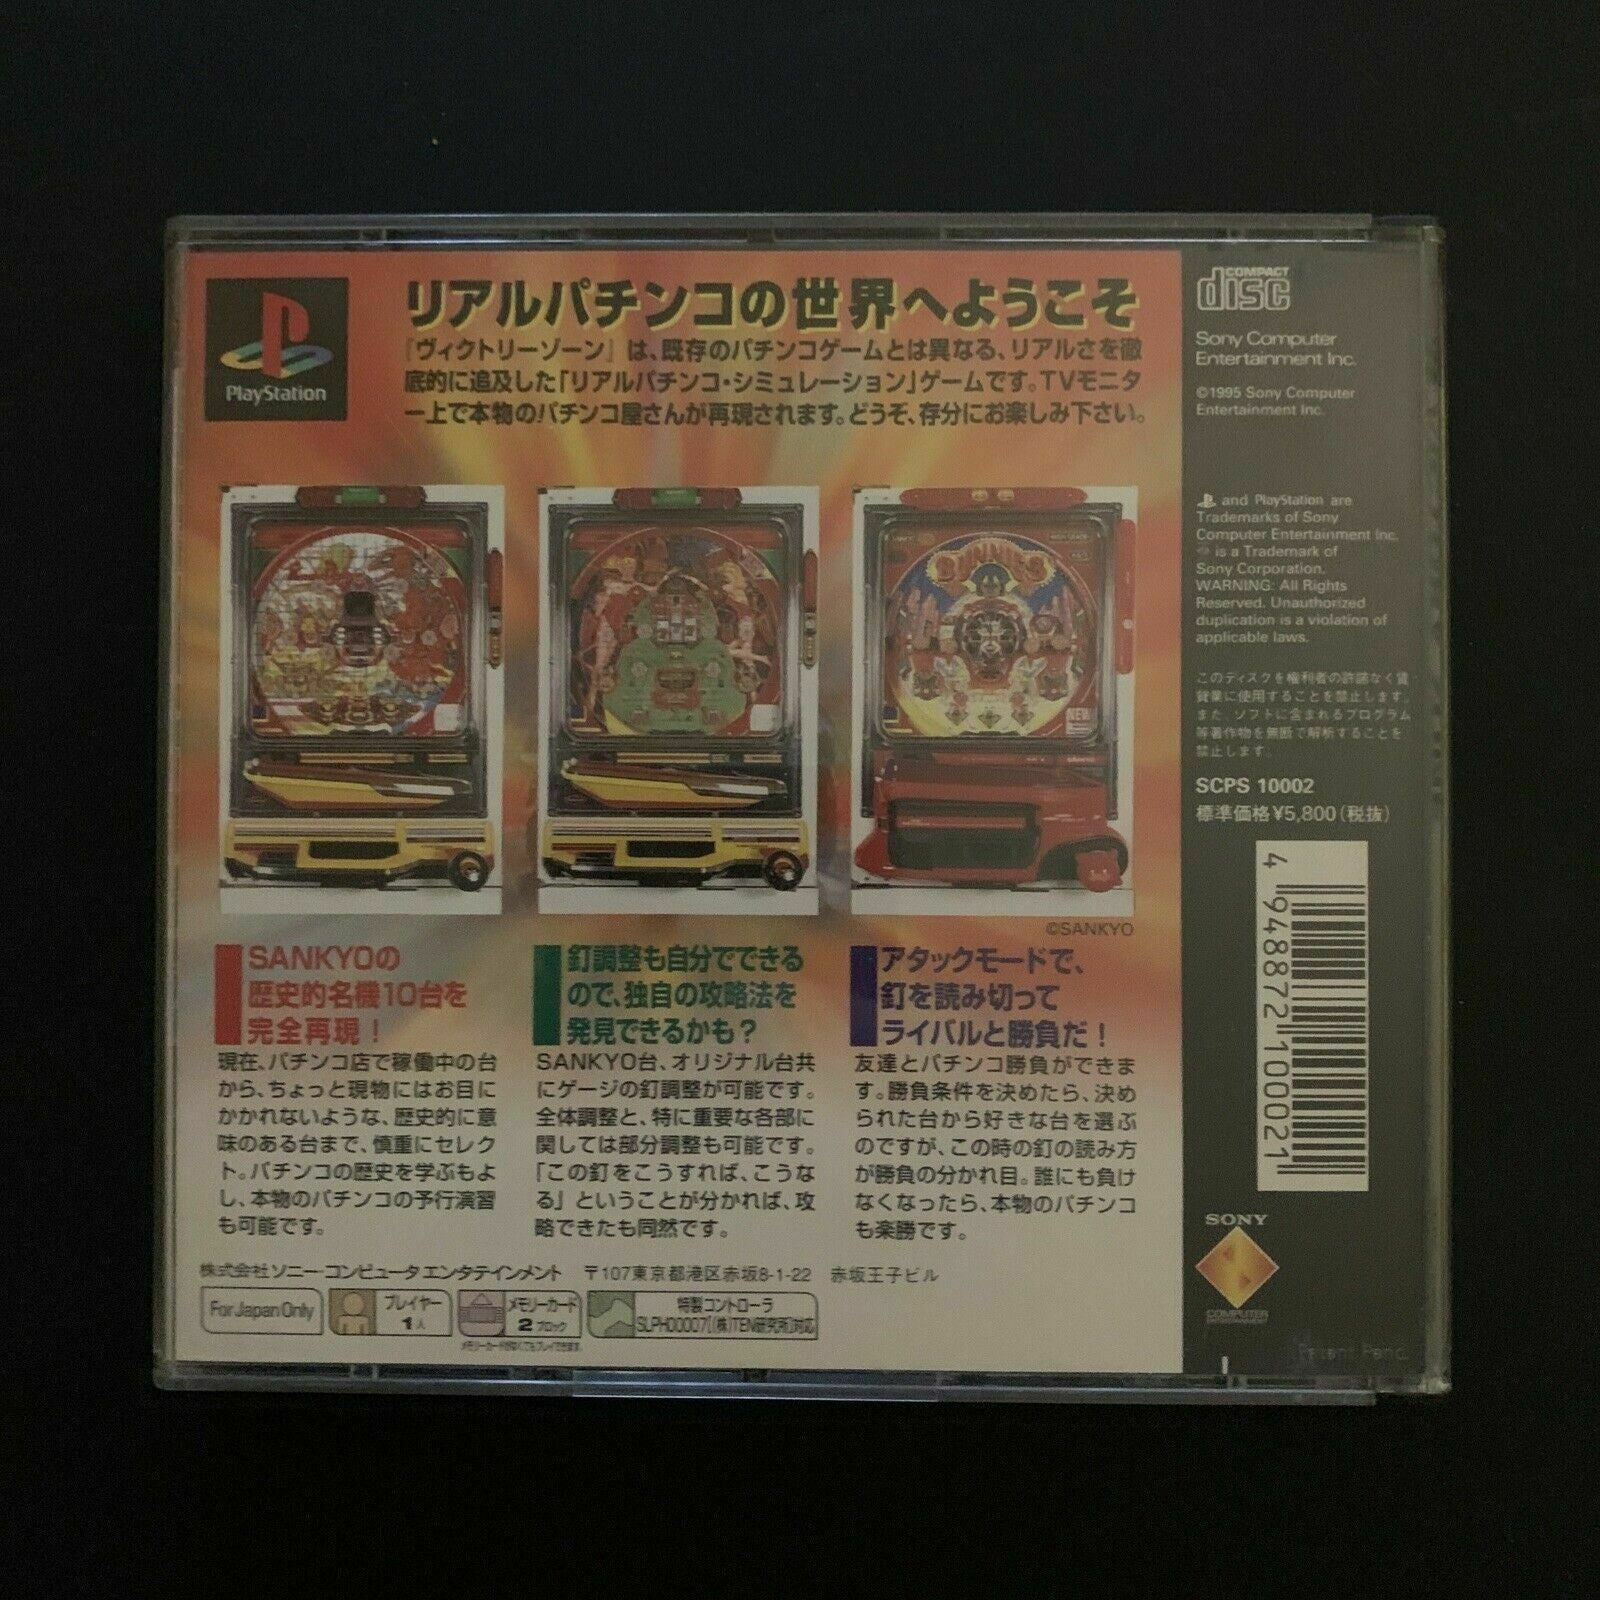 PlayStation
リアルパチンコの世界へようこそ
『ヴィクトリーゾーン』は、既存のパチンコゲームとは異なる、リアルさを徹
底的に追及した「リアルパチンコ・シミュレーション」ゲームです。TVモニタ
ー上で本物のパチンコ屋さんが再現されます。どうぞ、存分にお楽しみ下さい。
BUNNIES
NEW
©SANKYO
SANKYOの
歴史的名機10台を
完全再現!
現在、パチンコ店で稼働中の台
から、ちょっと現物にはお目に
かかれないような、歴史的に意
味のある台まで、慎重にセレク
ト。パチンコの歴史を学ぶもよ
し、本物のパチンコの予行演習
も可能です。
釘調整も自分でできる
ので、独自の攻略法を
発見できるかも?
SANKYO台、オリジナル台共
にゲージの釘調整が可能です。
全体調整と、特に重要な各部に
関しては部分調整も可能です。
「この釘をこうすれば、こうな
る」ということが分かれば、攻
略できたも同然です。
アタックモードで、
釘を読み切って
ライバルと勝負だ!
友達とパチンコ勝負ができま
す。勝負条件を決めたら、決め
られた台から好きな台を選ぶ
のですが、この時の釘の読み方
が勝負の分かれ目。誰にも負け
なくなったら、本物のパチンコ
も楽勝です。
株式会社ソニー・コンピュータエンタテインメント 〒107東京都港区赤坂8-1-22 赤坂王子ビル
For Japan Only
プレイヤー
1人
メモリーカード
2ブロック
メモリーカードがなくてもプレイできます。
特製コントローラ
SLPH00007[(株)TEN研究所]対応
COMPACT
disc
Sony Computer
Entertainment Inc.
©1995 Sony Computer
Entertainment Inc.
and PlayStation are
Trademarks of Sony
Computer Entertainment Inc.
is a Trademark of
Sony Corporation.
WARNING: All Rights
Reserved. Unauthorized
duplication is a violation of
applicable laws.
このディスクを権利者の許諾なく賃
貸業に使用することを禁止します。
また、ソフトに含まれるプログラム
等著作物を無断で解析することを
禁止します。
SCPS 10002
標準価格¥5,800(税抜)
4 948872 100021
SONY
COMPUTER
ENTERTAINMENT
Patent Pend.